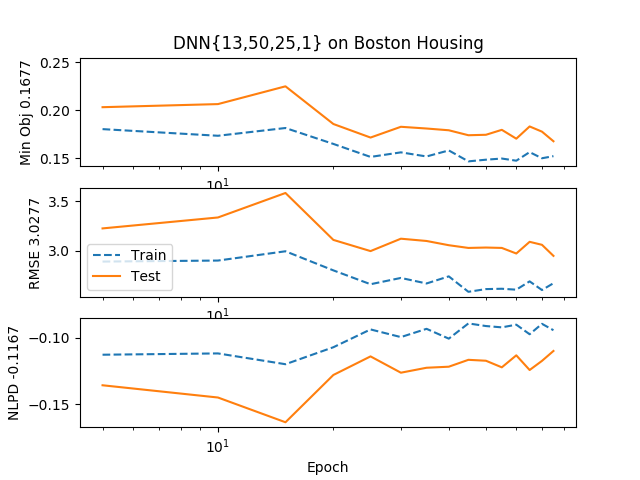 DNN{13,50,25,1} on Boston Housing
Min Obj 0.1677
0.25
0.20
0.15
10¹
RMSE 3.0277
3.5
3.0
Train
Test
10¹
NLPD -0.1167
−0.10
−0.15
10¹
Epoch